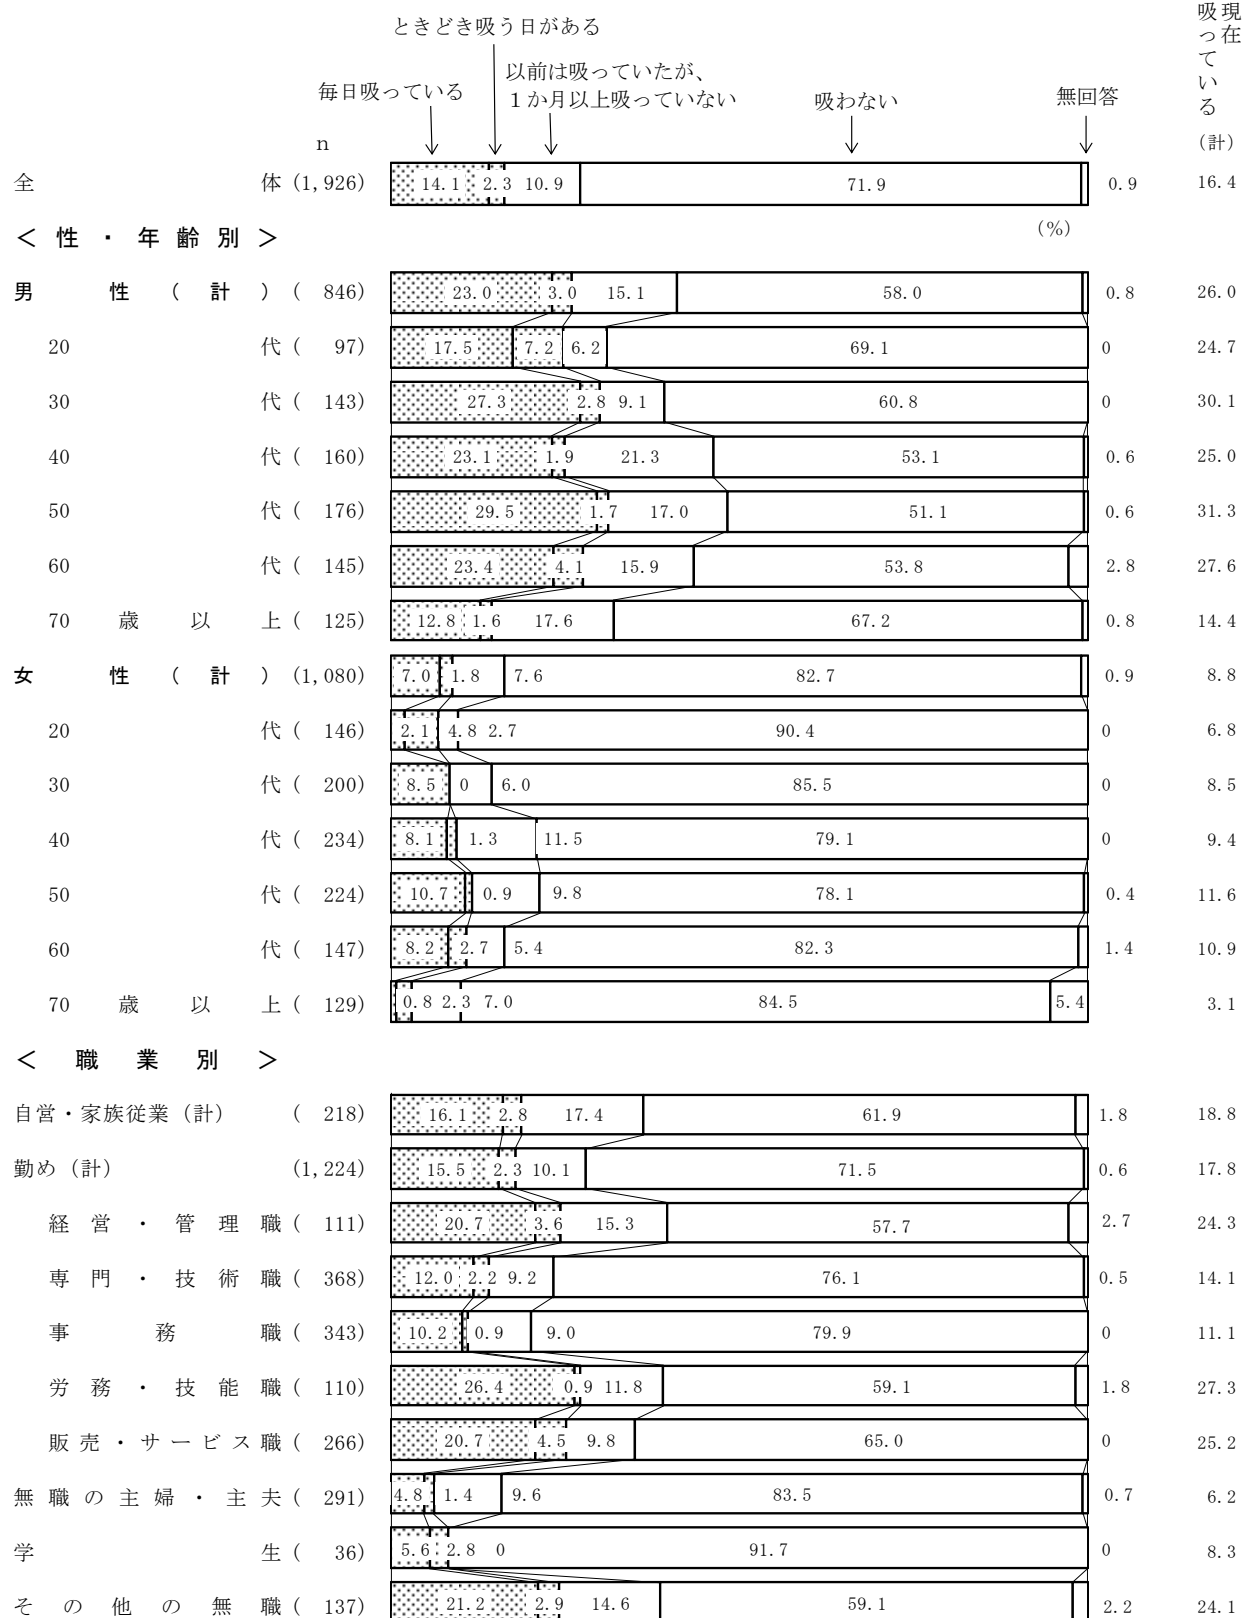 ときどき吸う日がある
以前は吸っていたが、
１か月以上吸っていない
毎日吸っている
吸わない
無回答
現在
吸っている
(計)
n
全体 (1,926) 14.1 2.3 10.9 71.9 0.9 16.4
(%)
＜性・年齢別＞
男性(計) ( 846) 23.0 3.0 15.1 58.0 0.8 26.0
20代 ( 97) 17.5 7.2 6.2 69.1 0 24.7
30代 ( 143) 27.3 2.8 9.1 60.8 0 30.1
40代 ( 160) 23.1 1.9 21.3 53.1 0.6 25.0
50代 ( 176) 29.5 1.7 17.0 51.1 0.6 31.3
60代 ( 145) 23.4 4.1 15.9 53.8 2.8 27.6
70歳以上 ( 125) 12.8 1.6 17.6 67.2 0.8 14.4
女性(計) (1,080) 7.0 1.8 7.6 82.7 0.9 8.8
20代 ( 146) 2.1 4.8 2.7 90.4 0 6.8
30代 ( 200) 8.5 0 6.0 85.5 0 8.5
40代 ( 234) 8.1 1.3 11.5 79.1 0 9.4
50代 ( 224) 10.7 0.9 9.8 78.1 0.4 11.6
60代 ( 147) 8.2 2.7 5.4 82.3 1.4 10.9
70歳以上 ( 129) 0.8 2.3 7.0 84.5 5.4 3.1
＜職業別＞
自営・家族従業(計) ( 218) 16.1 2.8 17.4 61.9 1.8 18.8
勤め(計) (1,224) 15.5 2.3 10.1 71.5 0.6 17.8
経営・管理職 ( 111) 20.7 3.6 15.3 57.7 2.7 24.3
専門・技術職 ( 368) 12.0 2.2 9.2 76.1 0.5 14.1
事務職 ( 343) 10.2 0.9 9.0 79.9 0 11.1
労務・技能職 ( 110) 26.4 0.9 11.8 59.1 1.8 27.3
販売・サービス職 ( 266) 20.7 4.5 9.8 65.0 0 25.2
無職の主婦・主夫 ( 291) 4.8 1.4 9.6 83.5 0.7 6.2
学生 ( 36) 5.6 2.8 0 91.7 0 8.3
その他の無職 ( 137) 21.2 2.9 14.6 59.1 2.2 24.1